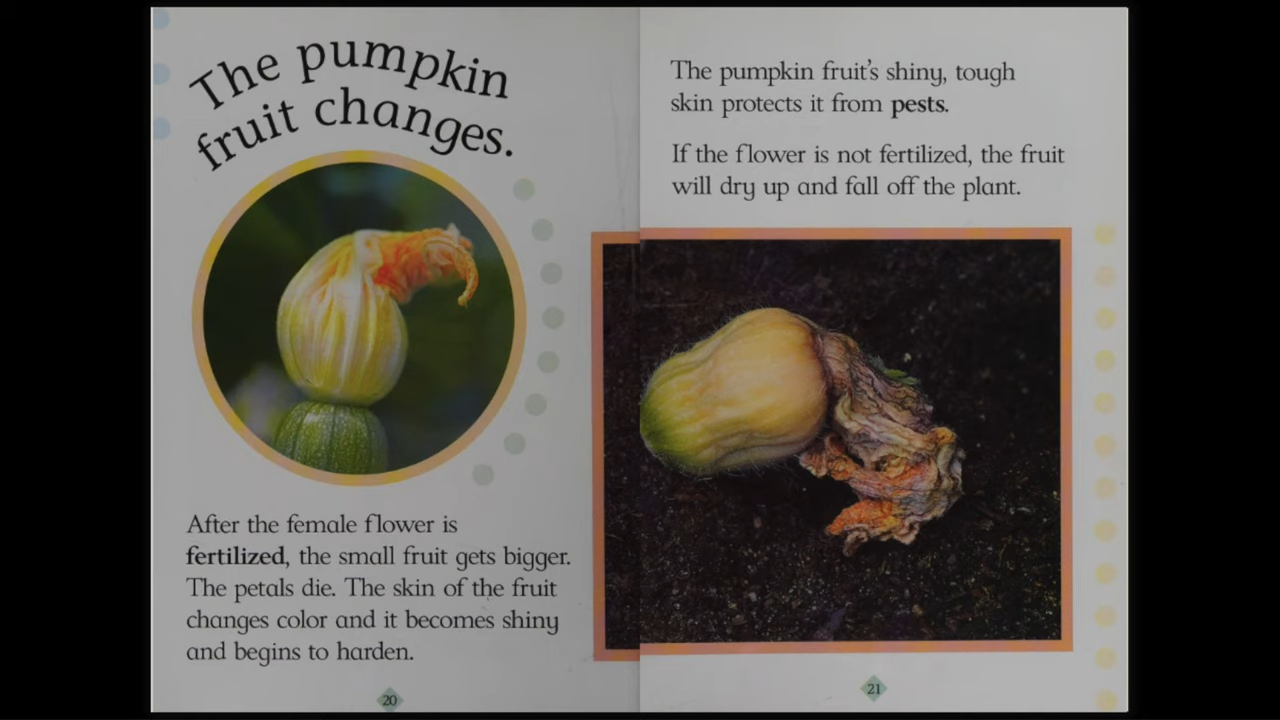 The pumpkin
fruit changes.
After the female flower is
fertilized, the small fruit gets bigger.
The petals die. The skin of the fruit
changes color and it becomes shiny
and begins to harden.
20
The pumpkin fruit's shiny, tough
skin protects it from pests.
If the flower is not fertilized, the fruit
will dry up and fall off the plant.
21